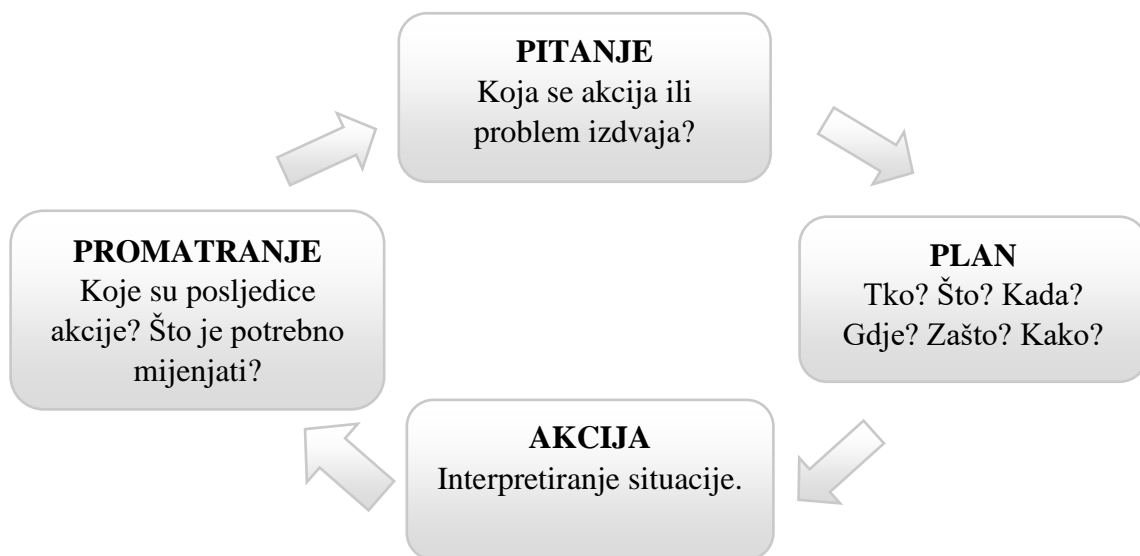 PITANJE
Koja se akcija ili
problem izdvaja?
PLAN
Tko? Što? Kada?
Gdje? Zašto? Kako?
AKCIJA
Interpretiranje situacije.
PROMATRANJE
Koje su posljedice
akcije? Što je potrebno
mijenjati?